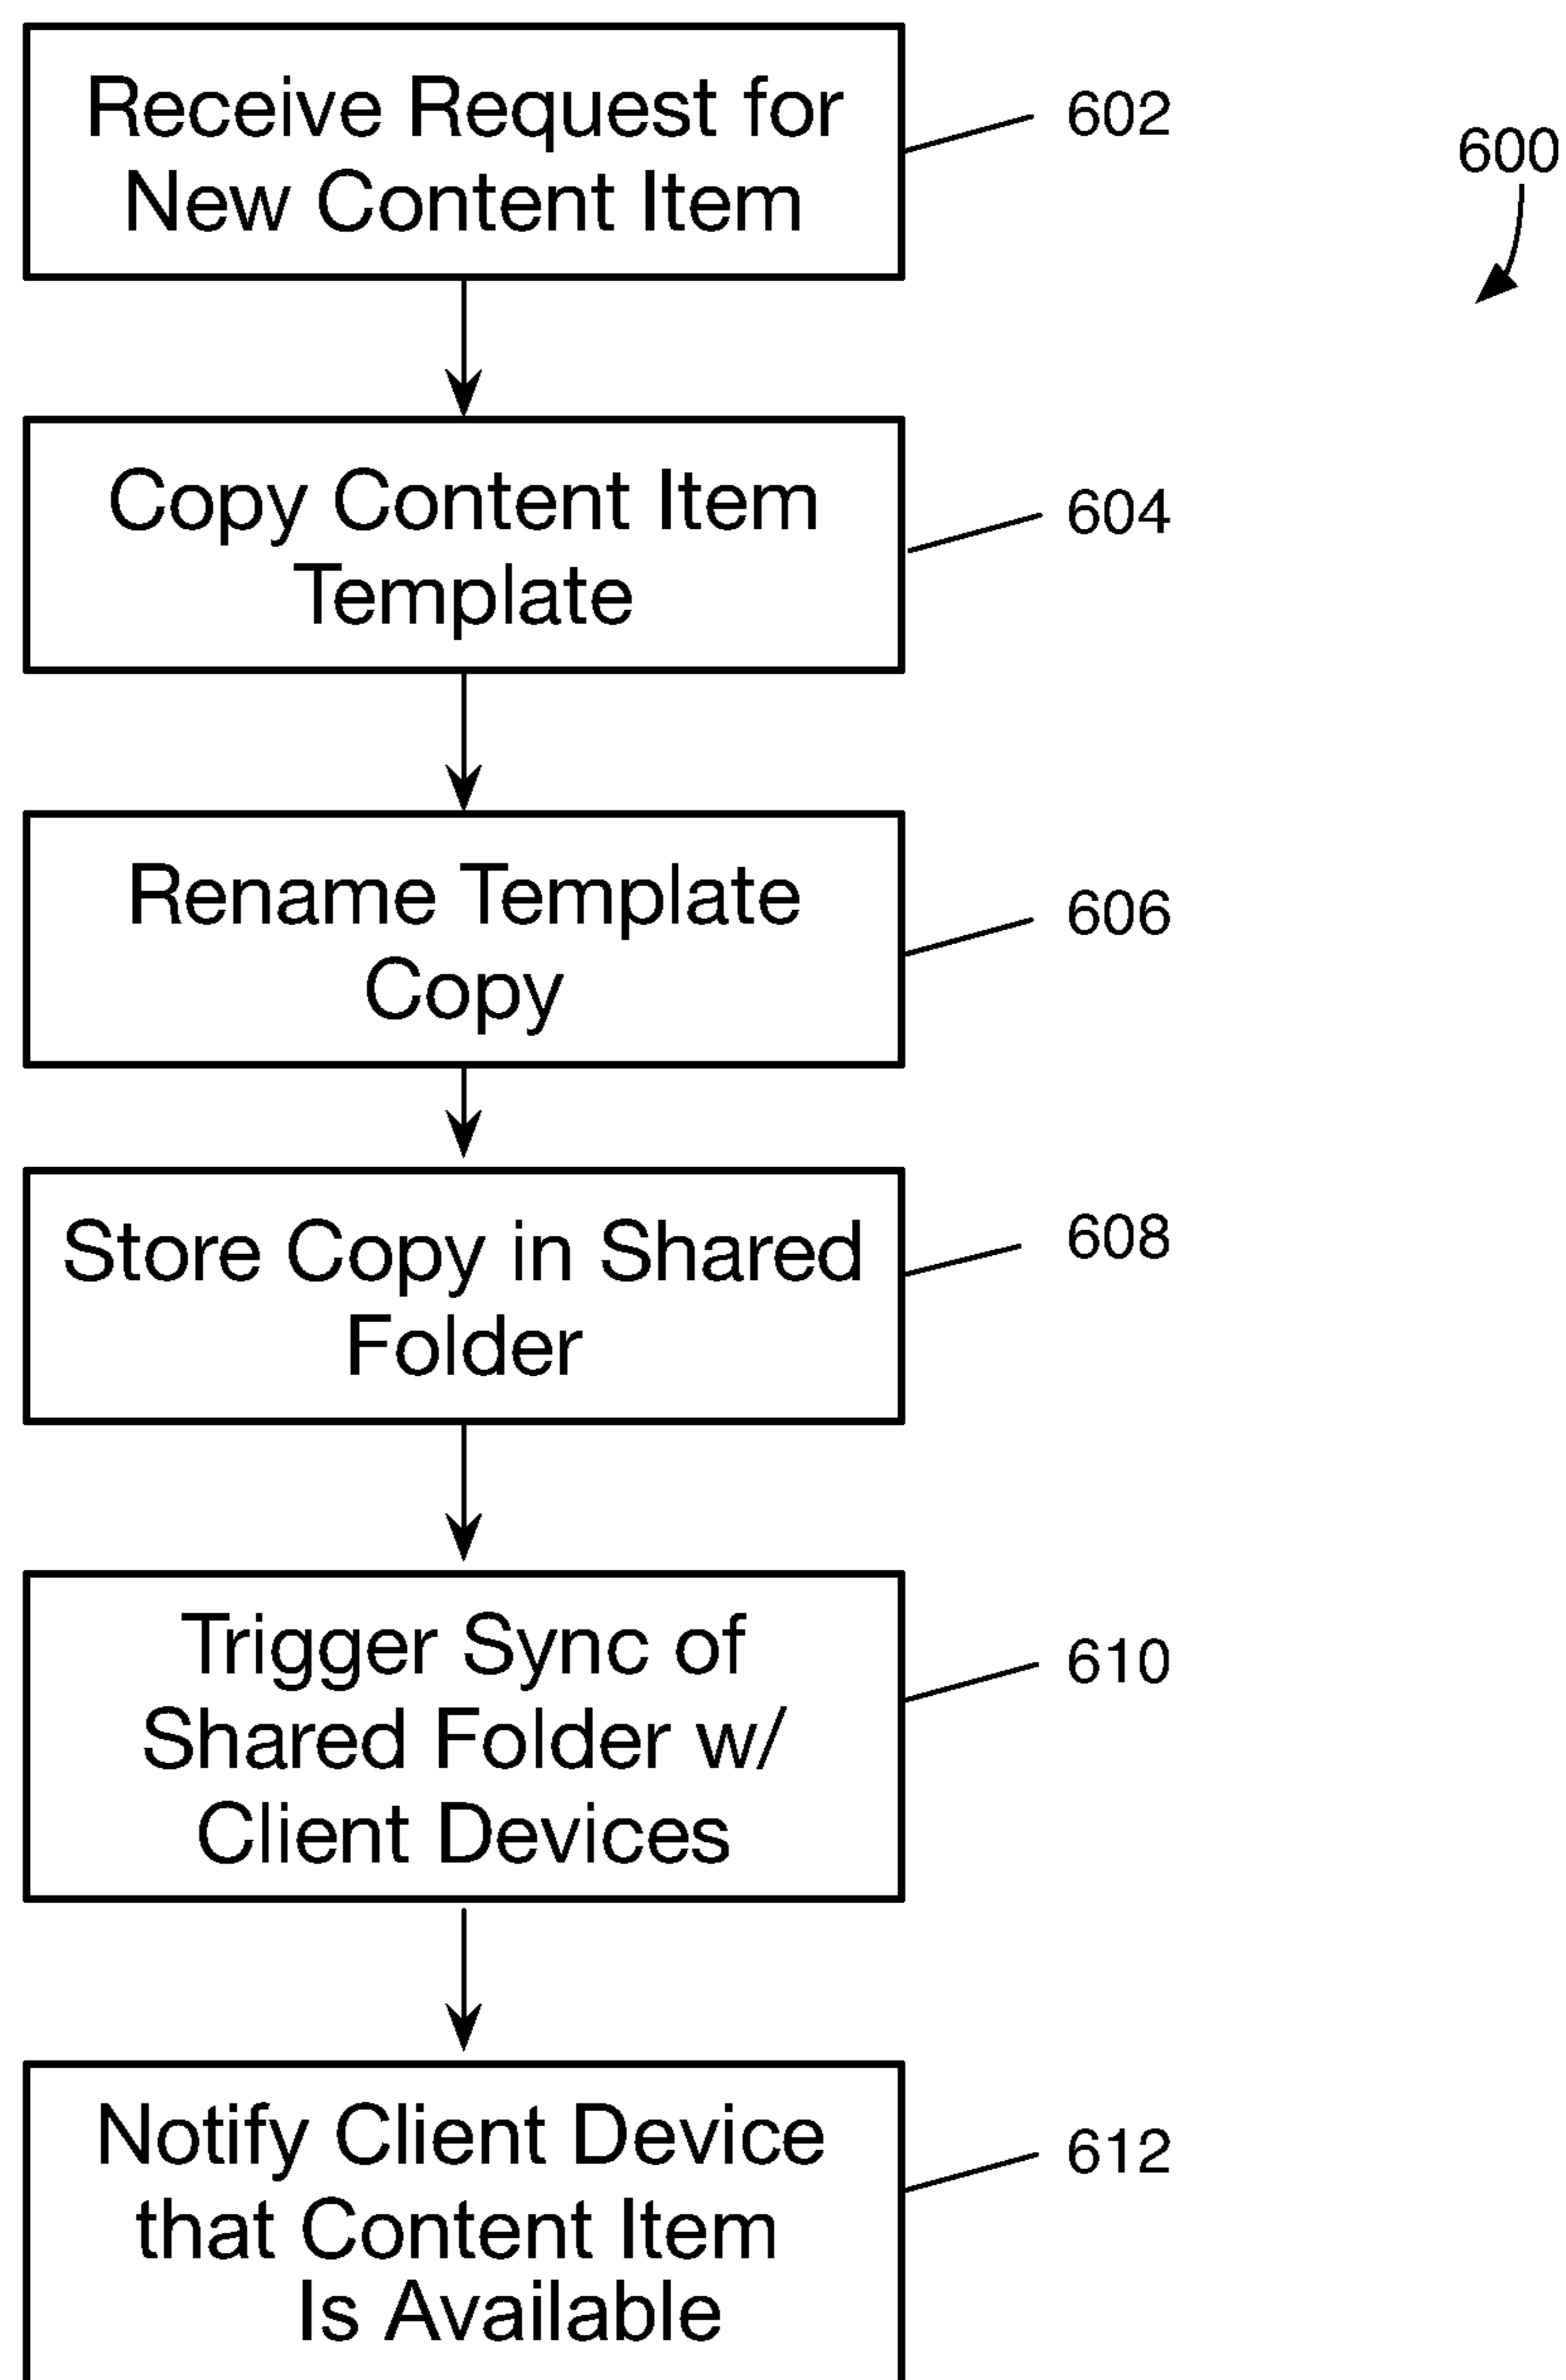 Receive Request for
New Content Item
602
600
Copy Content Item
Template
604
Rename Template
Copy
606
Store Copy in Shared
Folder
608
Trigger Sync of
Shared Folder w/
Client Devices
610
Notify Client Device
that Content Item
Is Available
612